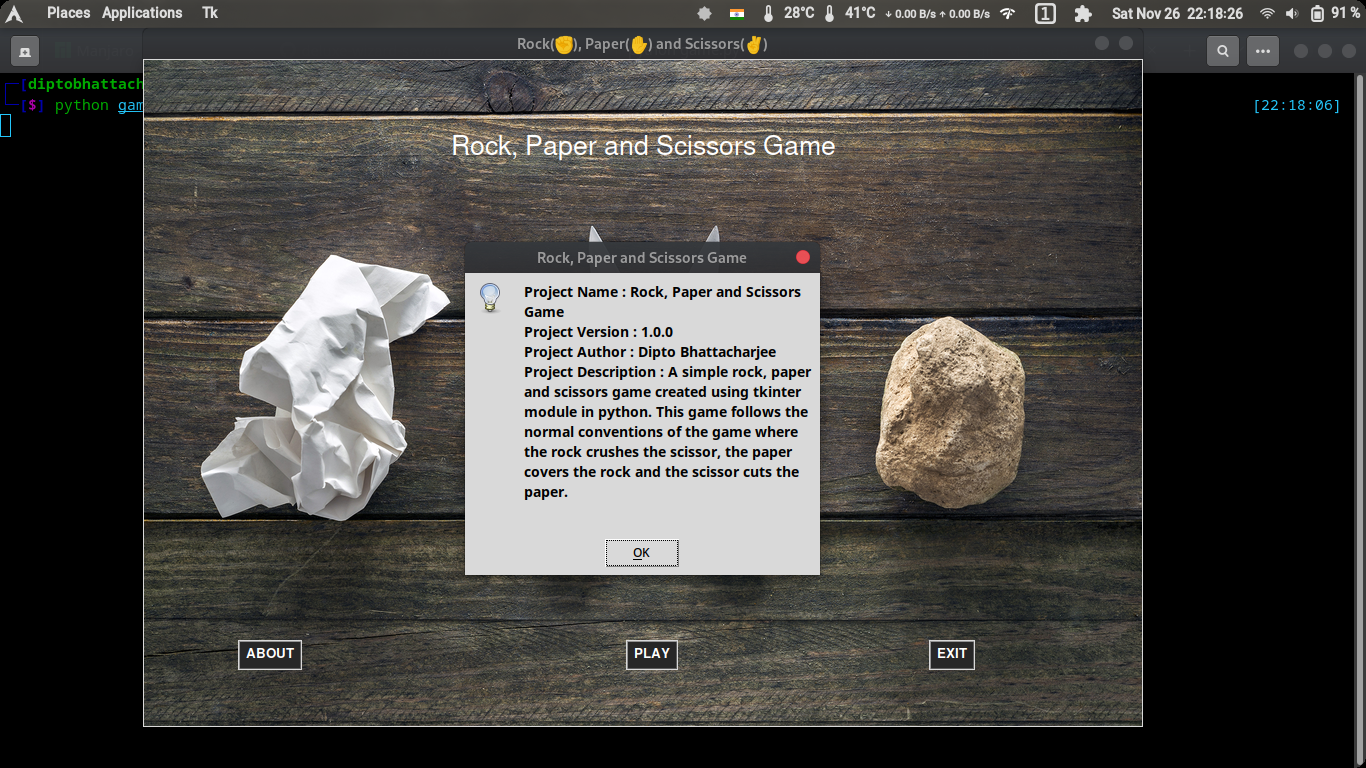 Places Applications Tk 28°C 41°C ↓ 0.00 B/s ↑ 0.00 B/s 1 Sat Nov 26 22:18:26 91 %
Rock(✊), Paper(✋) and Scissors(✌)
[diptobhattach
[$] python gam
[22:18:06]
Rock, Paper and Scissors Game
Rock, Paper and Scissors Game
Project Name : Rock, Paper and Scissors
Game
Project Version : 1.0.0
Project Author : Dipto Bhattacharjee
Project Description : A simple rock, paper
and scissors game created using tkinter
module in python. This game follows the
normal conventions of the game where
the rock crushes the scissor, the paper
covers the rock and the scissor cuts the
paper.
OK
ABOUT PLAY EXIT